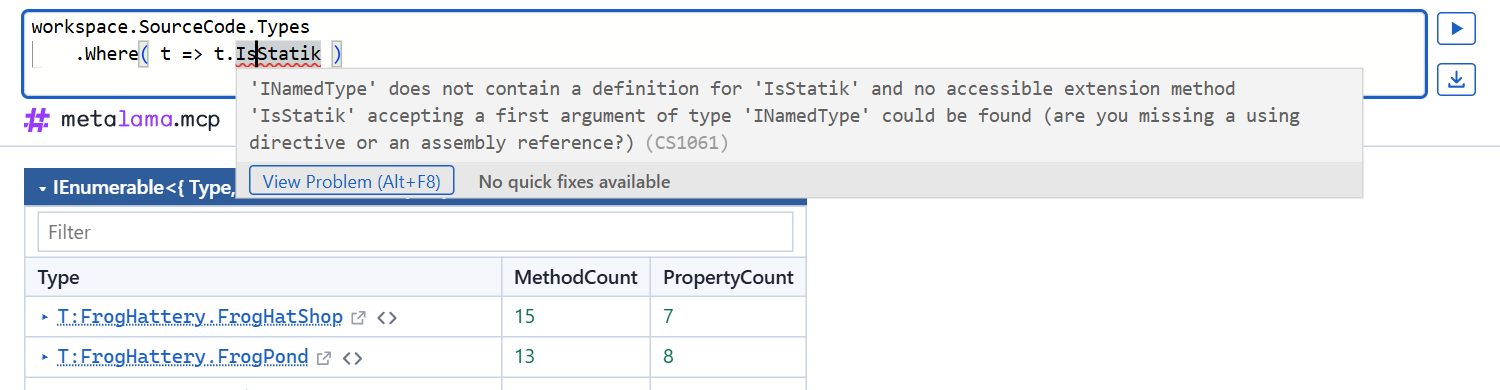 workspace.SourceCode.Types
.Where( t => t.IsStatik )
'INamedType' does not contain a definition for 'IsStatik' and no accessible extension method
'IsStatik' accepting a first argument of type 'INamedType' could be found (are you missing a using
directive or an assembly reference?) (CS1061)
View Problem (Alt+F8) No quick fixes available
# metalama.mcp
IEnumerable<{ Type,
Filter
Type MethodCount PropertyCount
T:FrogHattery.FrogHatShop <> 15 7
T:FrogHattery.FrogPond <> 13 8